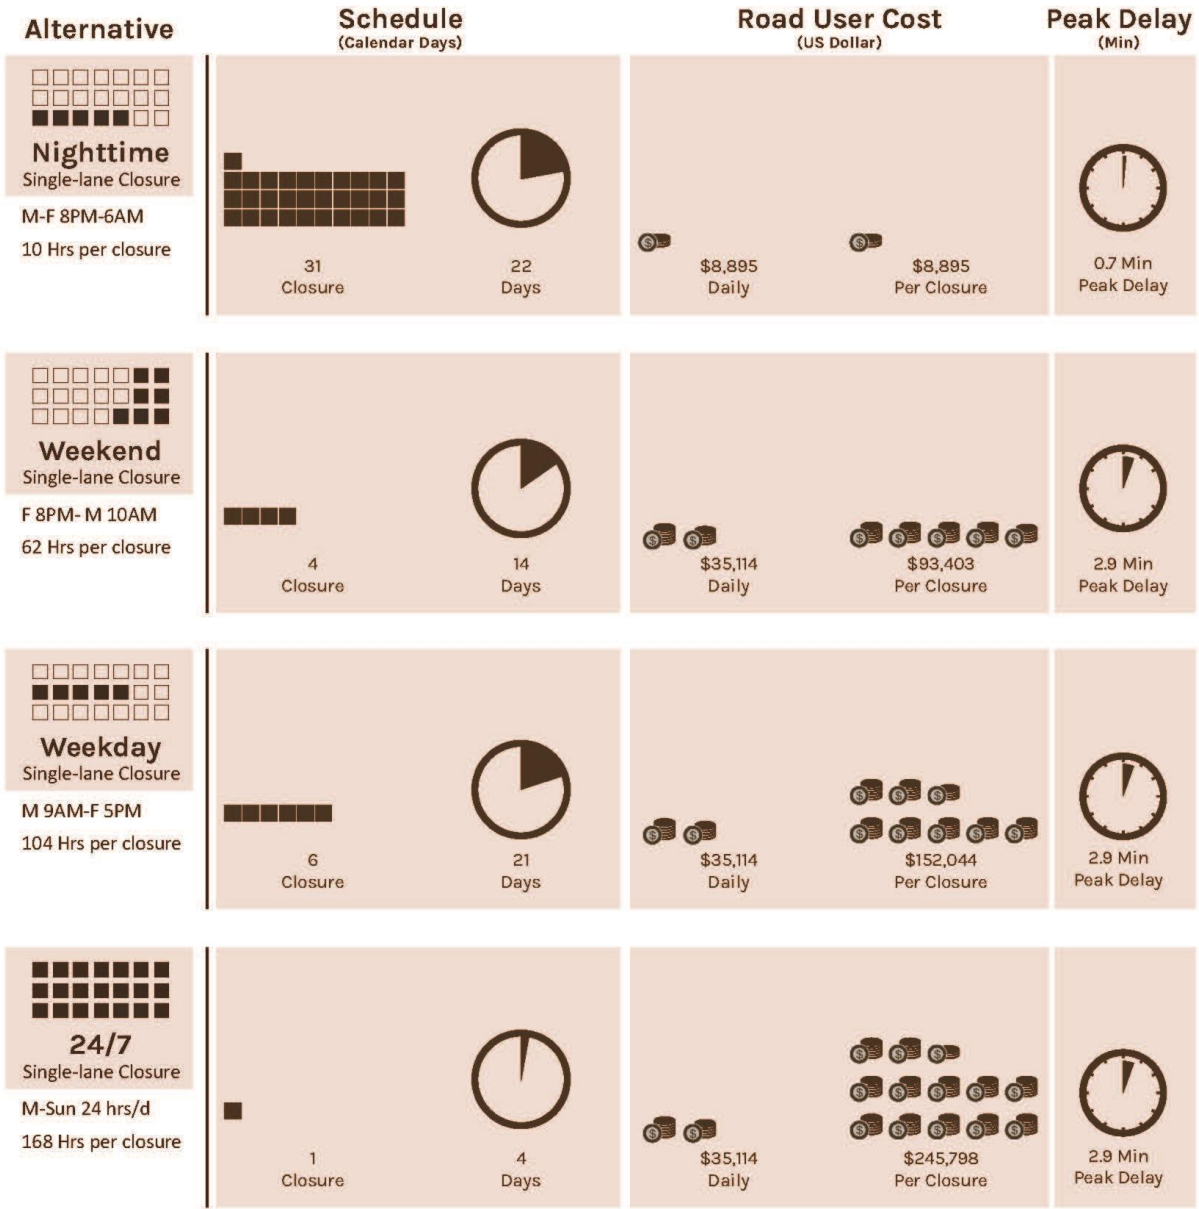 Alternative
Schedule
(Calendar Days)
Road User Cost
(US Dollar)
Peak Delay
(Min)
Nighttime
Single-lane Closure
M-F 8PM-6AM
10 Hrs per closure
31
Closure
22
Days
$8,895
Daily
$8,895
Per Closure
0.7 Min
Peak Delay
Weekend
Single-lane Closure
F 8PM- M 10AM
62 Hrs per closure
4
Closure
14
Days
$35,114
Daily
$93,403
Per Closure
2.9 Min
Peak Delay
Weekday
Single-lane Closure
M 9AM-F 5PM
104 Hrs per closure
6
Closure
21
Days
$35,114
Daily
$152,044
Per Closure
2.9 Min
Peak Delay
24/7
Single-lane Closure
M-Sun 24 hrs/d
168 Hrs per closure
1
Closure
4
Days
$35,114
Daily
$245,798
Per Closure
2.9 Min
Peak Delay